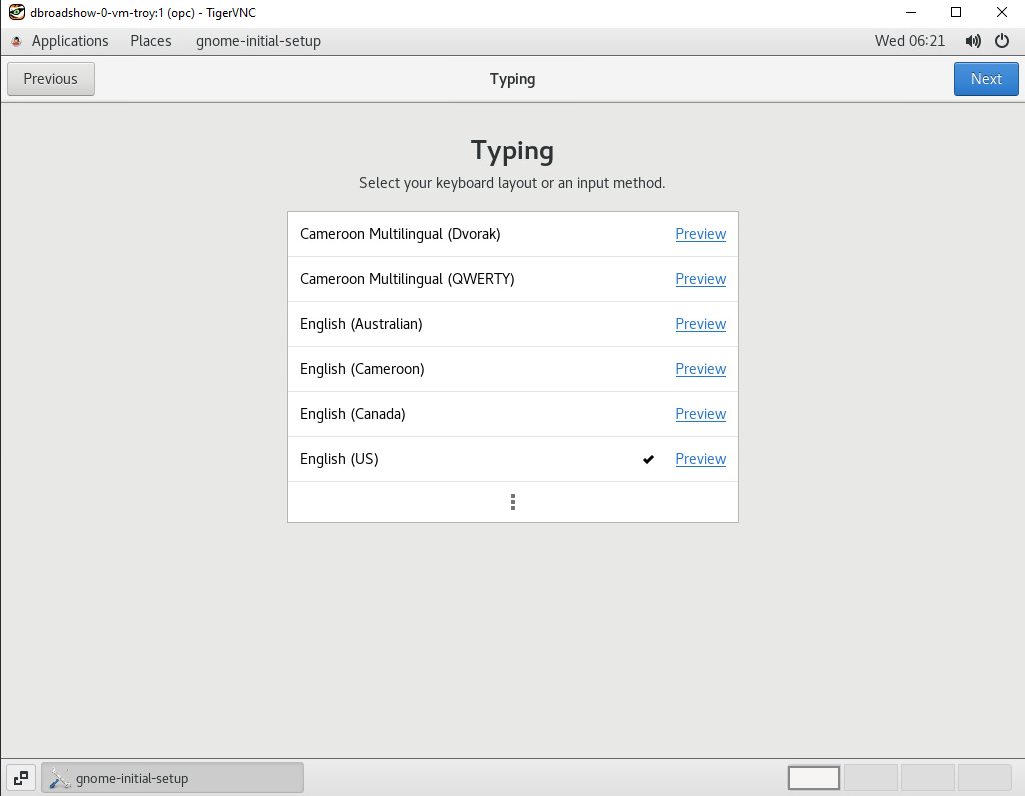 dbroadshow-0-vm-troy:1 (opc) - TigerVNC
Applications Places gnome-initial-setup Wed 06:21
Previous Typing Next
Typing
Select your keyboard layout or an input method.
Cameroon Multilingual (Dvorak) Preview
Cameroon Multilingual (QWERTY) Preview
English (Australian) Preview
English (Cameroon) Preview
English (Canada) Preview
English (US) Preview
gnome-initial-setup